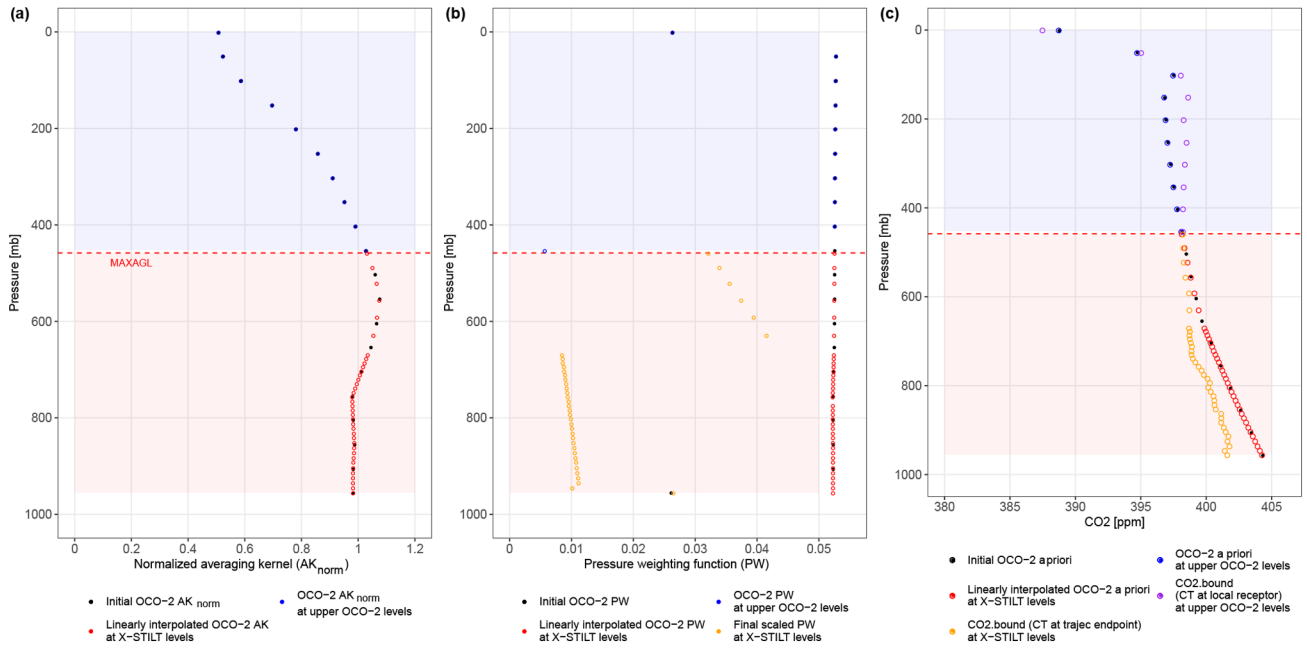 (a)
(b)
(c)
0
200
400
600
800
1000
Pressure [mb]
MAXAGL
0
0.2
0.4
0.6
0.8
1
1.2
Normalized averaging kernel (AKnorm)
Initial OCO−2 AK norm
Linearly interpolated OCO−2 AK
at X−STILT levels
OCO−2 AK norm
at upper OCO−2 levels
0
200
400
600
800
1000
Pressure [mb]
0
0.01
0.02
0.03
0.04
0.05
Pressure weighting function (PW)
Initial OCO−2 PW
Linearly interpolated OCO−2 PW
at X−STILT levels
OCO−2 PW
at upper OCO−2 levels
Final scaled PW
at X−STILT levels
0
200
400
600
800
1000
Pressure [mb]
380
385
390
395
400
405
CO2 [ppm]
Initial OCO−2 a priori
Linearly interpolated OCO−2 a priori
at X−STILT levels
CO2.bound (CT at trajec endpoint)
at X−STILT levels
OCO−2 a priori
at upper OCO−2 levels
CO2.bound
(CT at local receptor)
at upper OCO−2 levels